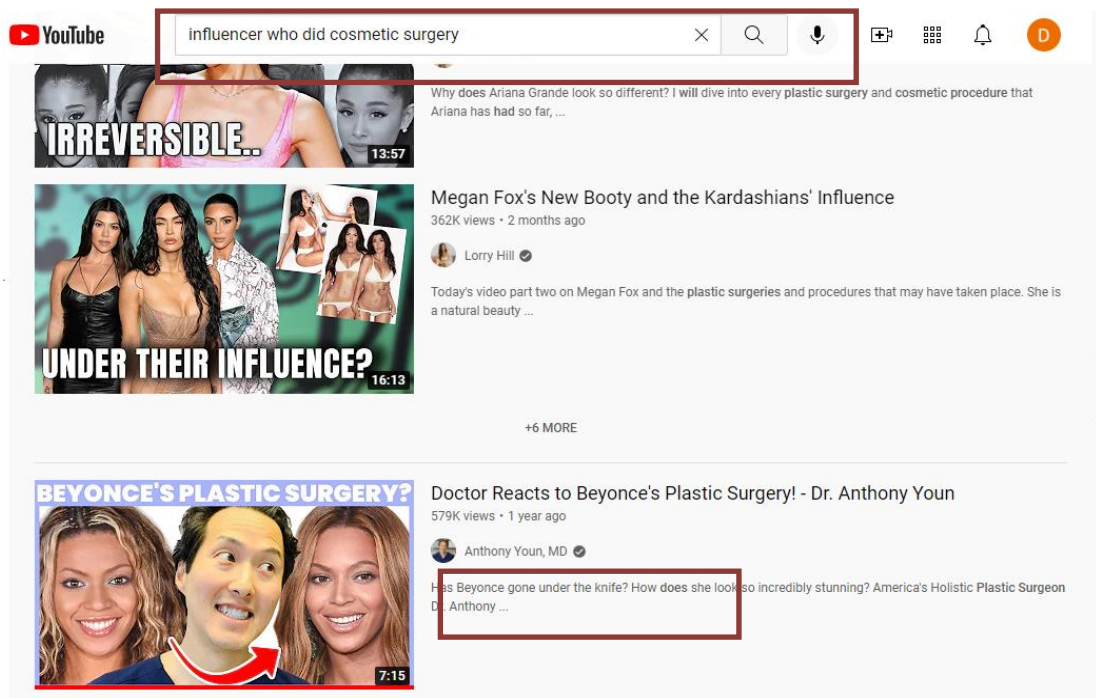 YouTube
influencer who did cosmetic surgery
D
Why does Ariana Grande look so different? I will dive into every plastic surgery and cosmetic procedure that
Ariana has had so far, ...
IRREVERSIBLE..
13:57
Megan Fox's New Booty and the Kardashians' Influence
362K views • 2 months ago
Lorry Hill
Today's video part two on Megan Fox and the plastic surgeries and procedures that may have taken place. She is
a natural beauty ...
UNDER THEIR INFLUENCE?
16:13
+6 MORE
BEYONCE'S PLASTIC SURGERY?
Doctor Reacts to Beyonce's Plastic Surgery! - Dr. Anthony Youn
579K views • 1 year ago
Anthony Youn, MD
Has Beyonce gone under the knife? How does she look so incredibly stunning? America's Holistic Plastic Surgeon
Dr. Anthony ...
7:15